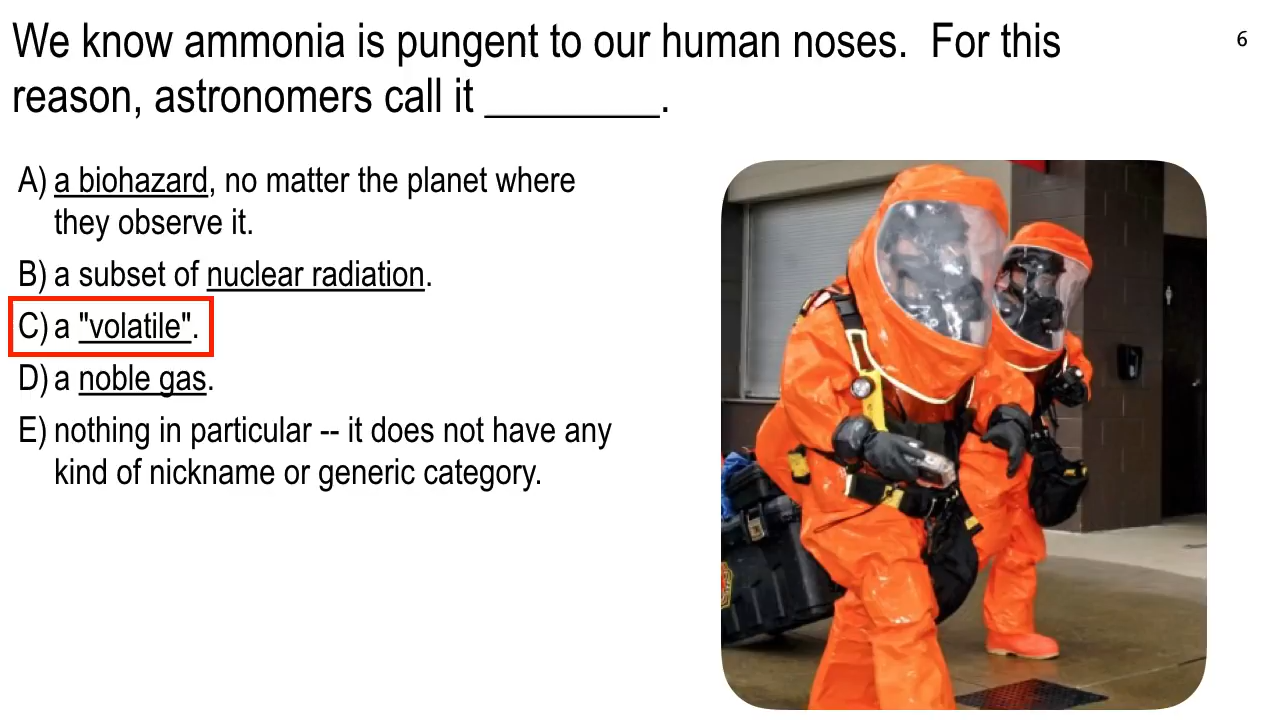 We know ammonia is pungent to our human noses.  For this
6
reason, astronomers call it ________.
A) a biohazard, no matter the planet where
they observe it.
B) a subset of nuclear radiation.
C) a "volatile".
D) a noble gas.
E) nothing in particular -- it does not have any
kind of nickname or generic category.